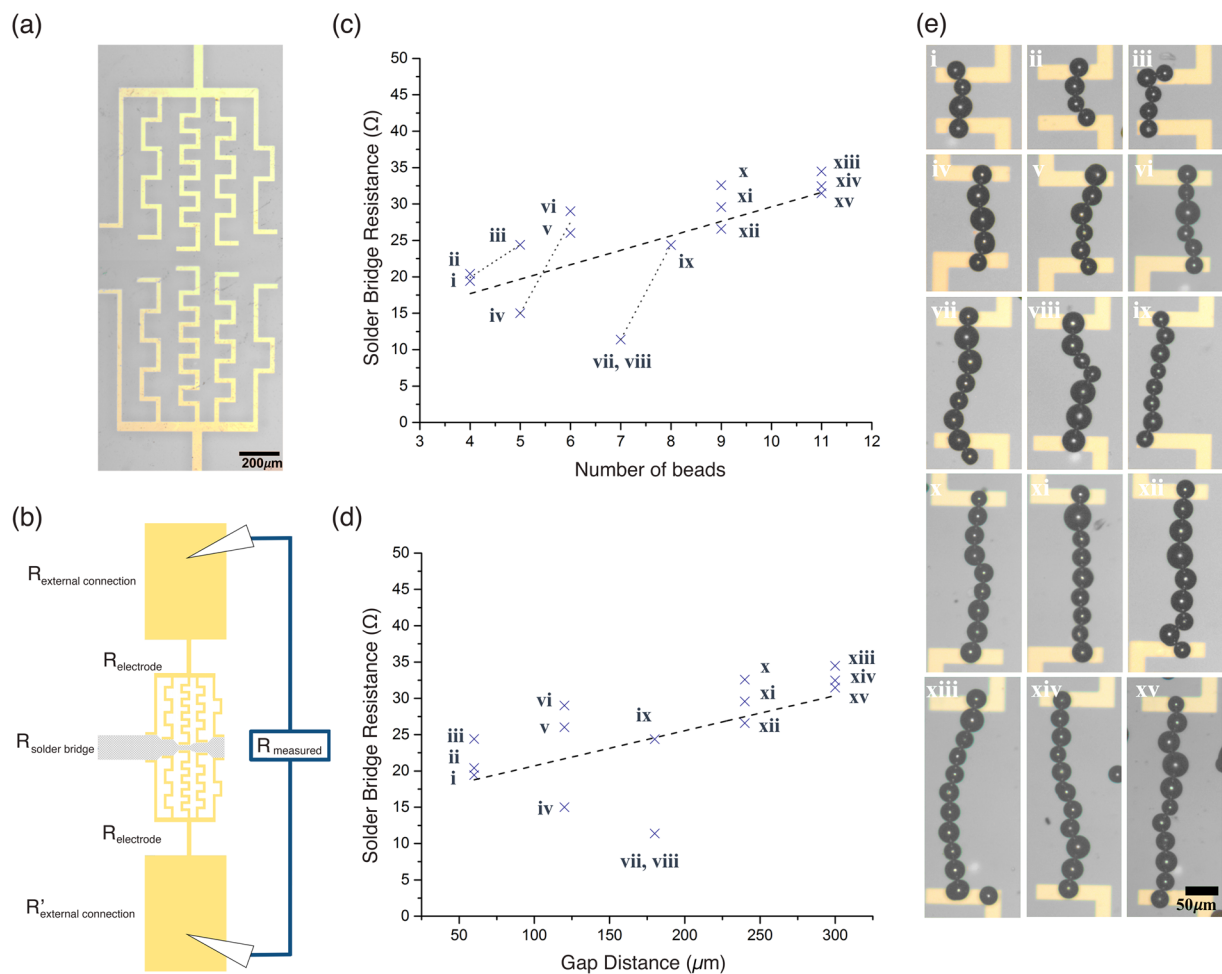 (a)
200µm
(b)
R external connection
R electrode
R solder bridge
R measured
R electrode
R' external connection
(c)
Solder Bridge Resistance (Ω)
50
45
40
35
30
25
20
15
10
5
0
3 4 5 6 7 8 9 10 11 12
Number of beads
i
ii
iii
iv
v
vi
vii, viii
ix
x
xi
xii
xiii
xiv
xv
(d)
Solder Bridge Resistance (Ω)
50
45
40
35
30
25
20
15
10
5
0
50 100 150 200 250 300
Gap Distance (µm)
iii
ii
i
vi
v
iv
ix
vii, viii
x
xi
xii
xiii
xiv
xv
(e)
i
ii
iii
iv
v
vi
vii
viii
ix
x
xi
xii
xiii
xiv
xv
50µm